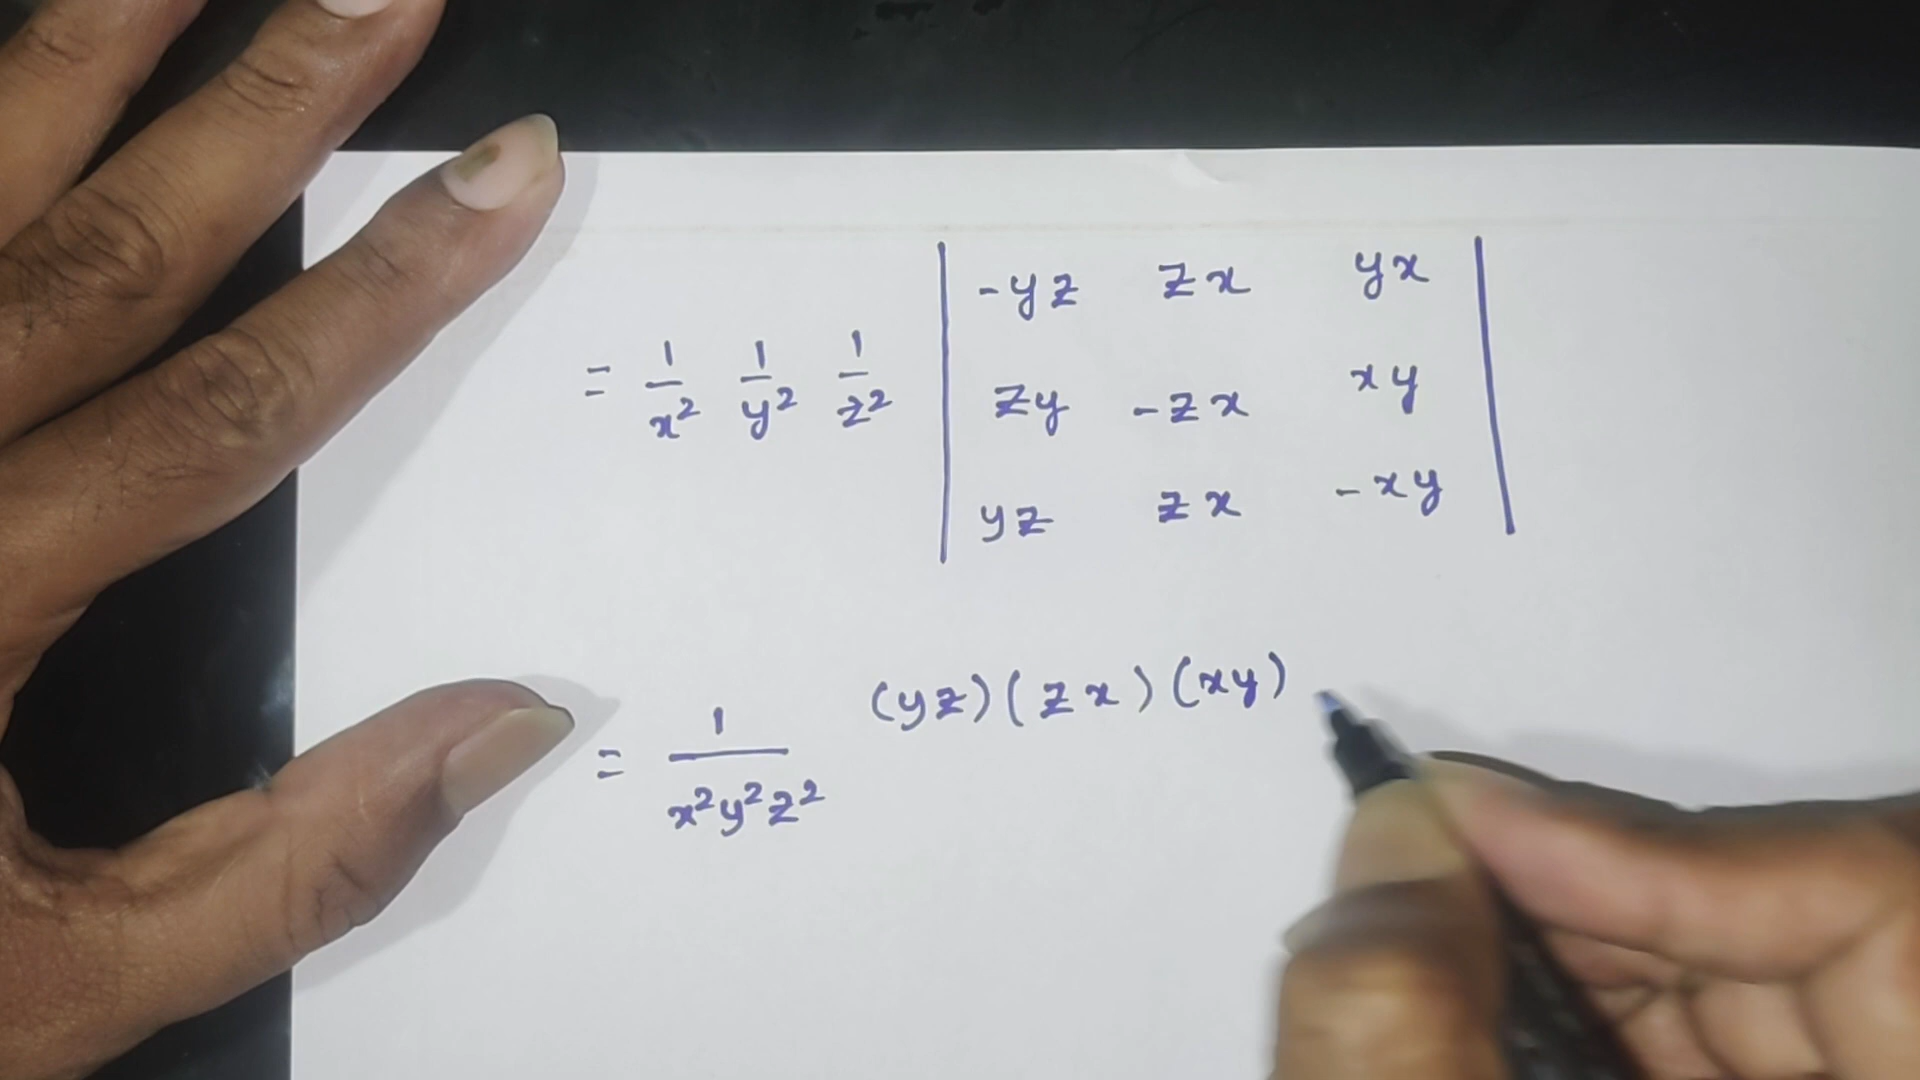 = 1/x² 1/y² 1/z² | -yz zx yx |
| zy -zx xy |
| yz zx -xy |
= 1/x²y²z² (yz)(zx)(xy)